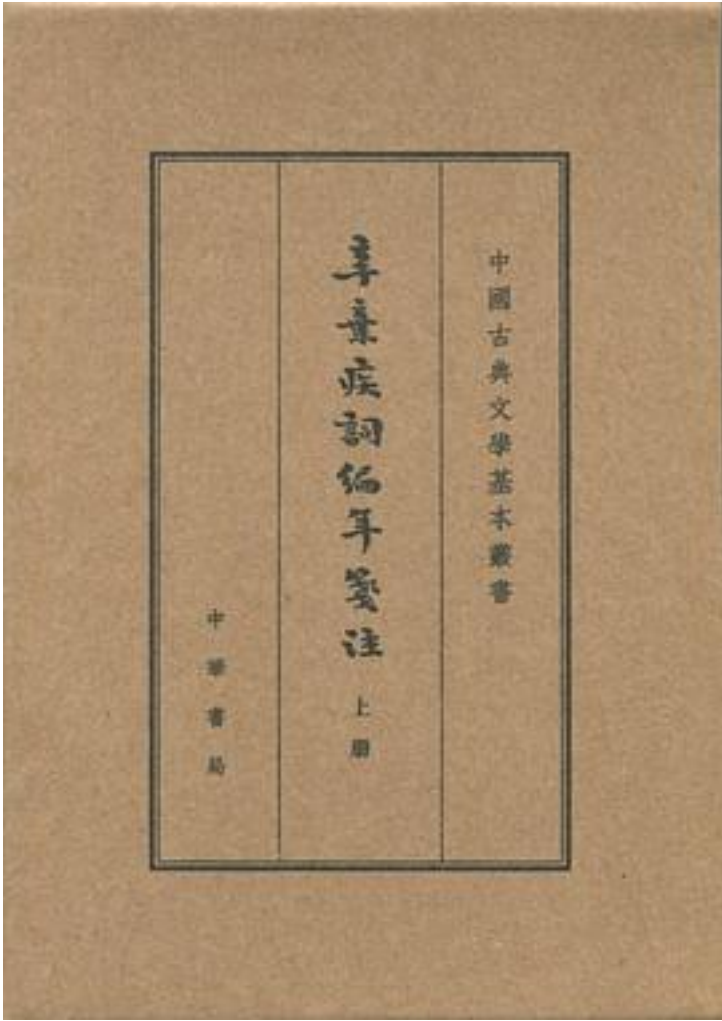 中國古典文學基本叢書
辛棄疾詞編年箋注 上册
中華書局